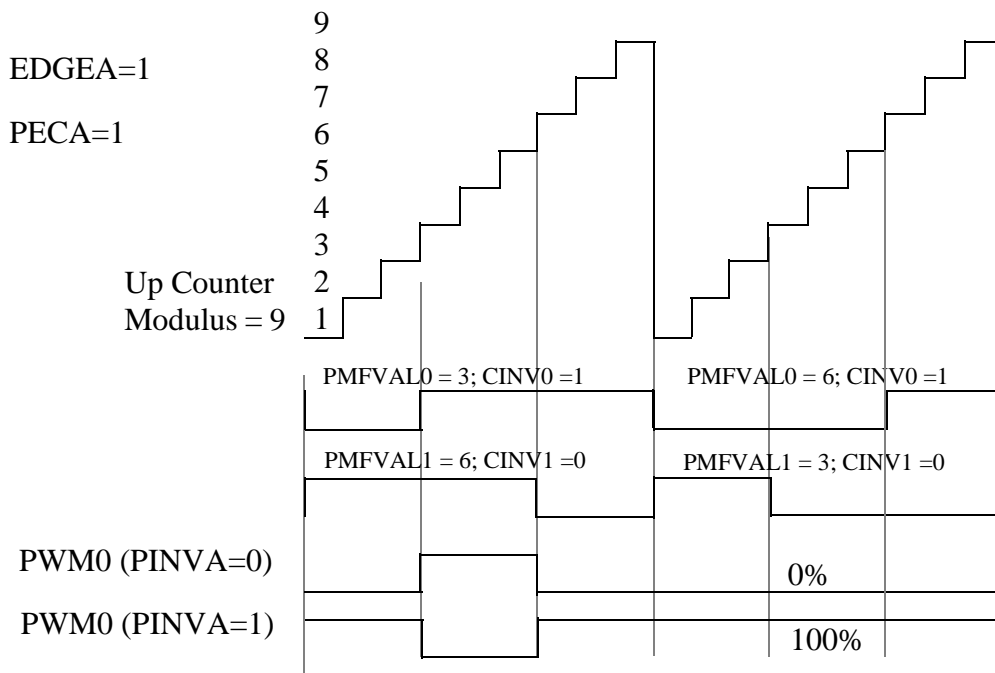 9
EDGEA=1
8
7
PECA=1
6
5
4
3
Up Counter 2
Modulus = 9 1
PMFVAL0 = 3; CINV0 =1 PMFVAL0 = 6; CINV0 =1
PMFVAL1 = 6; CINV1 =0 PMFVAL1 = 3; CINV1 =0
PWM0 (PINVA=0)
0%
PWM0 (PINVA=1)
100%